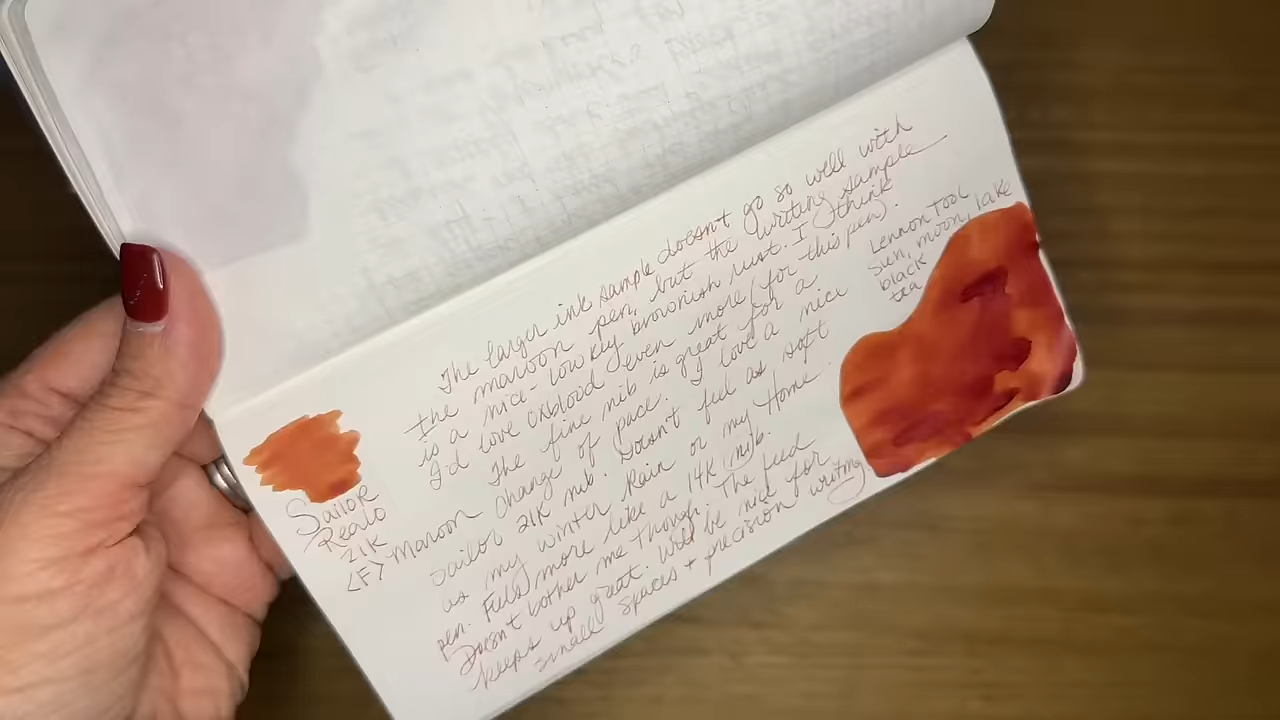 The larger ink sample doesn't go so well with
the maroon pen, but the writing sample
is a nice low key brownish rust. I think
I'd love Oxblood even more (for this pen).
The fine nib is great for a
change of pace. I love a nice
Sailor 21K nib. Doesn't feel as soft
as my winter Rain or my Home
pen. Feels more like a 14K nib.
Doesn't bother me though. The feed
keeps up great. Will be nice for
small spaces + precision writing
Lennon Tool
Sun, moon, lake
black
tea
Sailor
Realo
21K
<F> Maroon